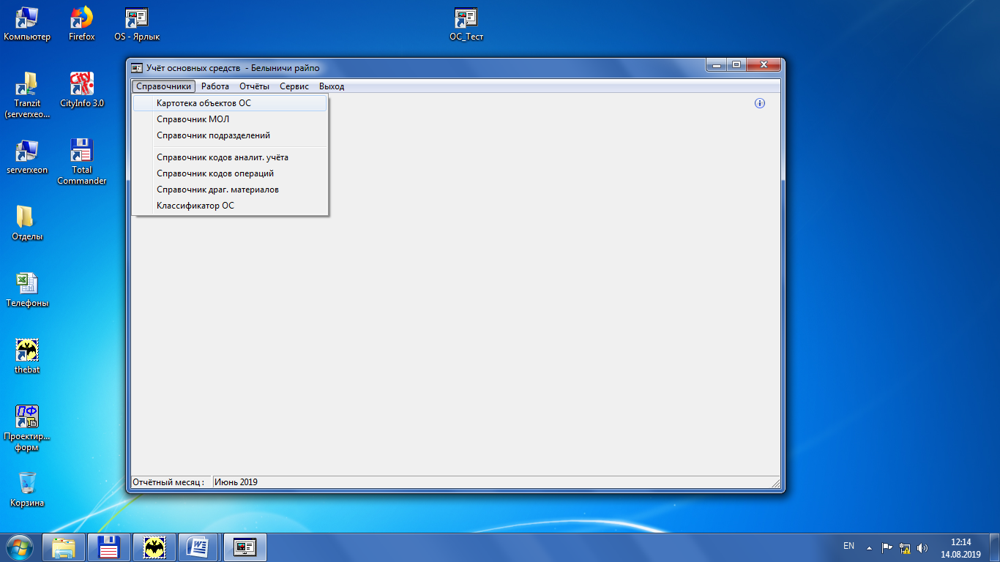 Компьютер
Firefox
OS - Ярлык
ОС_Тест
Tranzit
(serverxeo...
CityInfo 3.0
serverxeon
Total
Commander
Отделы
Телефоны
thebat
Проектир...
форм
Корзина
Учёт основных средств - Белыничи райпо
Справочники Работа Отчёты Сервис Выход
Картотека объектов ОС
Справочник МОЛ
Справочник подразделений
Справочник кодов аналит. учёта
Справочник кодов операций
Справочник драг. материалов
Классификатор ОС
Отчётный месяц : Июнь 2019
EN
12:14
14.08.2019